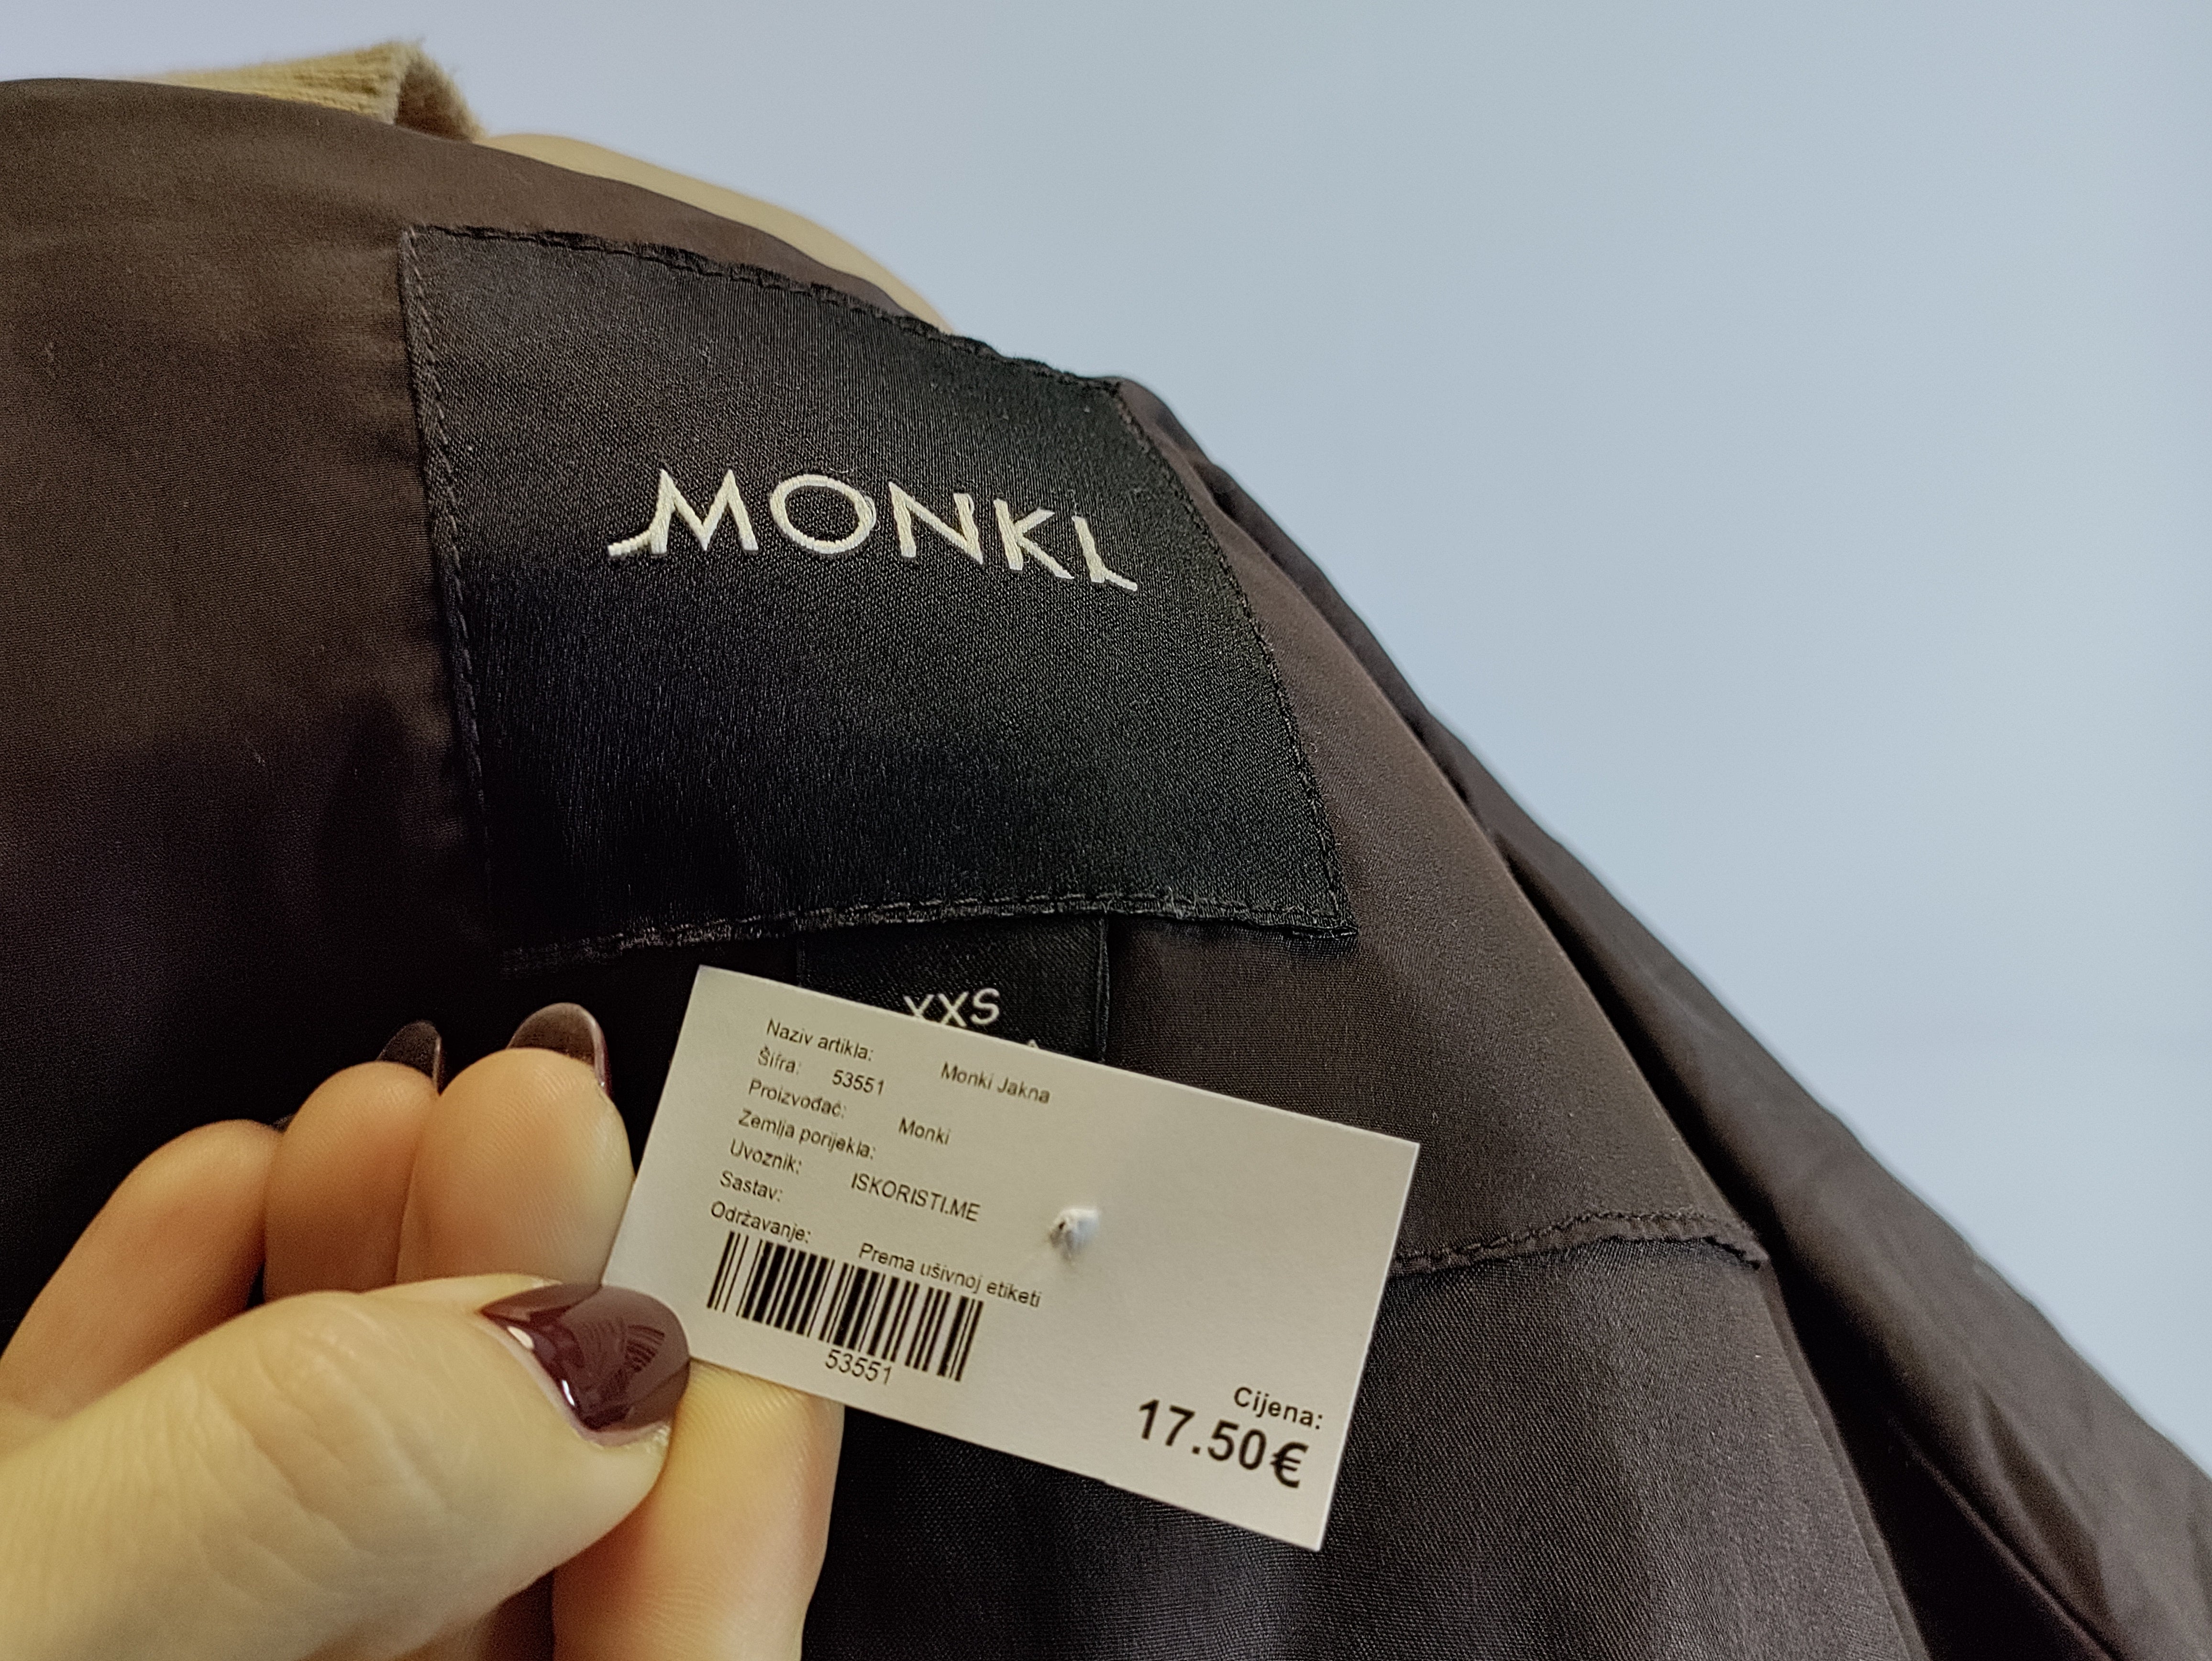 MONKI
XXS
Naziv artikla: Monki Jakna
Šifra: 53551
Proizvođač: Monki
Zemlja porijekla:
Uvoznik: ISKORISTI.ME
Sastav:
Održavanje: Prema ušivnoj etiketi
53551
Cijena:
17.50€